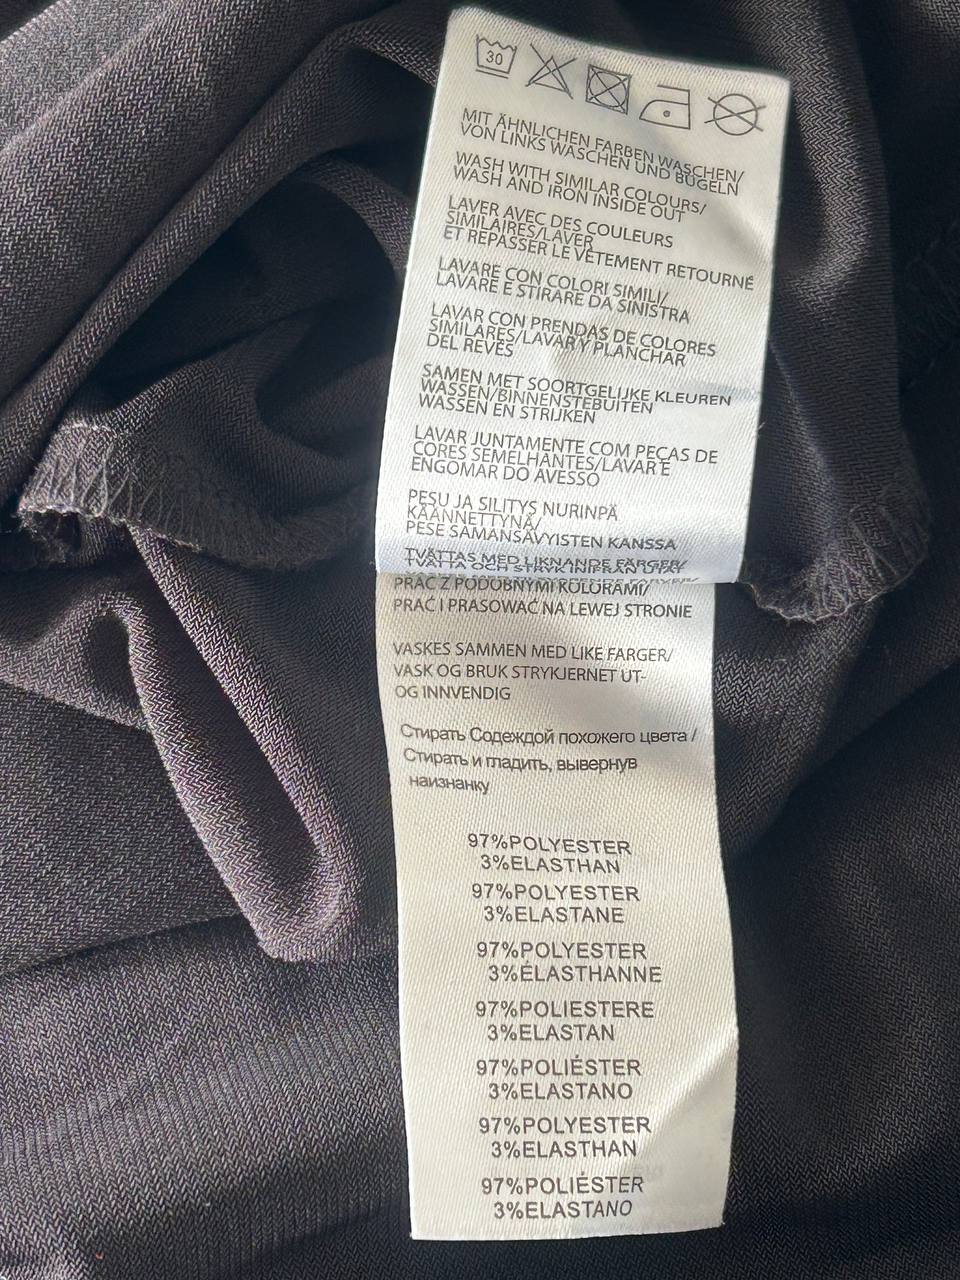 30
MIT ÄHNLICHEN FARBEN WASCHEN/
VON LINKS WASCHEN UND BÜGELN
WASH WITH SIMILAR COLOURS/
WASH AND IRON INSIDE OUT
LAVER AVEC DES COULEURS
SIMILAIRES/LAVER
ET REPASSER LE VÊTEMENT RETOURNÉ
LAVARE CON COLORI SIMILI/
LAVARE E STIRARE DA SINISTRA
LAVAR CON PRENDAS DE COLORES
SIMILARES/LAVAR Y PLANCHAR
DEL REVÉS
SAMEN MET SOORTGELIJKE KLEUREN
WASSEN/BINNENSTEBUITEN
WASSEN EN STRIJKEN
LAVAR JUNTAMENTE COM PEÇAS DE
CORES SEMELHANTES/LAVAR E
ENGOMAR DO AVESSO
PESU JA SILITYS NURINPÄ
KÄÄNNETTYNÄ/
PESE SAMANSÄVYISTEN KANSSA
TVÄTTAS MED LIKNANDE FÄRGER/
TVÄTTA OCH STRYK
PRAĆ Z PODOBNYMI KOLORAMI/
PRAĆ I PRASOWAĆ NA LEWEJ STRONIE
VASKES SAMMEN MED LIKE FARGER/
VASK OG BRUK STRYKJERNET UT-
OG INNVENDIG
Стирать Содеждой похожего цвета /
Стирать и гладить, вывернув
наизнанку
97%POLYESTER
3%ELASTHAN
97%POLYESTER
3%ELASTANE
97%POLYESTER
3%ÉLASTHANNE
97%POLIESTERE
3%ELASTAN
97%POLIÉSTER
3%ELASTANO
97%POLYESTER
3%ELASTHAN
97%POLIÉSTER
3%ELASTANO